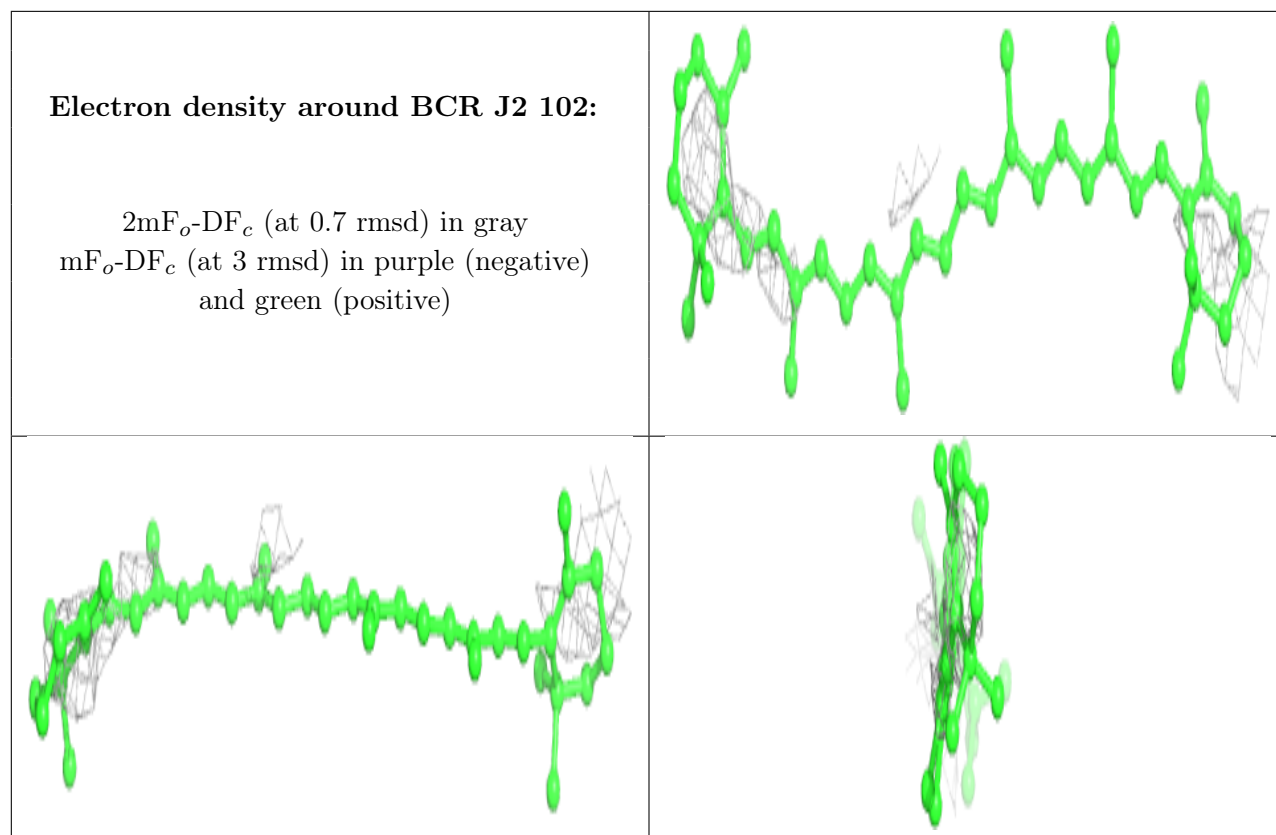 Electron density around BCR J2 102:
2mFₒ-DF𝑐 (at 0.7 rmsd) in gray
mFₒ-DF𝑐 (at 3 rmsd) in purple (negative)
and green (positive)